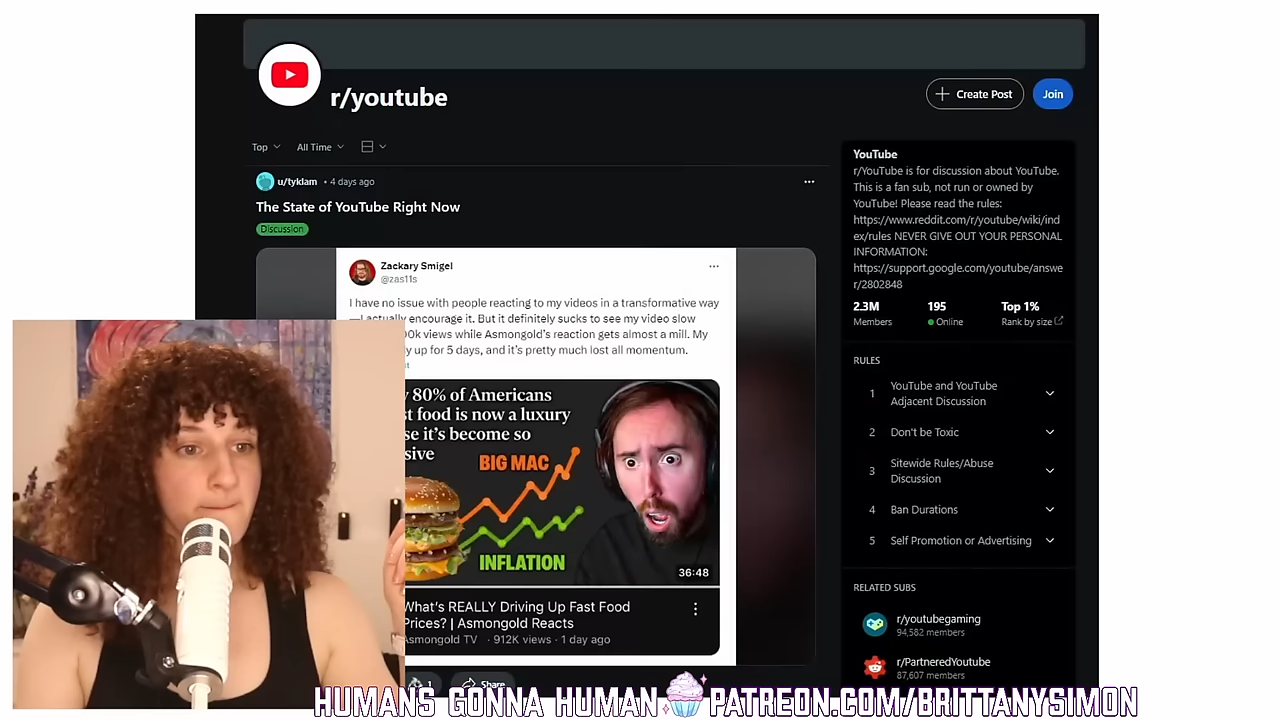 r/youtube
Create Post
Join
Top
All Time
u/tyklam • 4 days ago
The State of YouTube Right Now
Discussion
Zackary Smigel
@zas11s
I have no issue with people reacting to my videos in a transformative way
—I actually encourage it. But it definitely sucks to see my video slow
00k views while Asmongold's reaction gets almost a mill. My
up for 5 days, and it's pretty much lost all momentum.
80% of Americans
food is now a luxury
it's become so
BIG MAC
INFLATION
36:48
What's REALLY Driving Up Fast Food
Prices? | Asmongold Reacts
Asmongold TV · 912K views · 1 day ago
1
Share
YouTube
r/YouTube is for discussion about YouTube.
This is a fan sub, not run or owned by
YouTube! Please read the rules:
https://www.reddit.com/r/youtube/wiki/ind
ex/rules NEVER GIVE OUT YOUR PERSONAL
INFORMATION:
https://support.google.com/youtube/answe
r/2802848
2.3M
195
Top 1%
Members
Online
Rank by size
RULES
1
YouTube and YouTube
Adjacent Discussion
2
Don't be Toxic
3
Sitewide Rules/Abuse
Discussion
4
Ban Durations
5
Self Promotion or Advertising
RELATED SUBS
r/youtubegaming
94,582 members
r/PartneredYoutube
87,607 members
HUMANS GONNA HUMAN PATREON.COM/BRITTANYSIMON